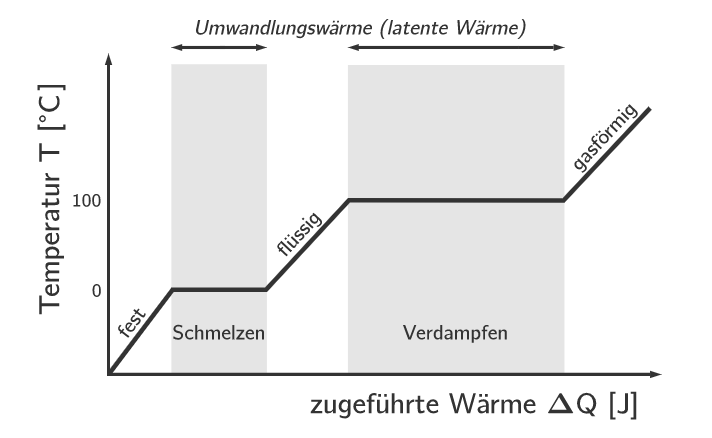 Umwandlungswärme (latente Wärme)
Temperatur T [°C]
100
0
fest
Schmelzen
flüssig
Verdampfen
gasförmig
zugeführte Wärme ΔQ [J]